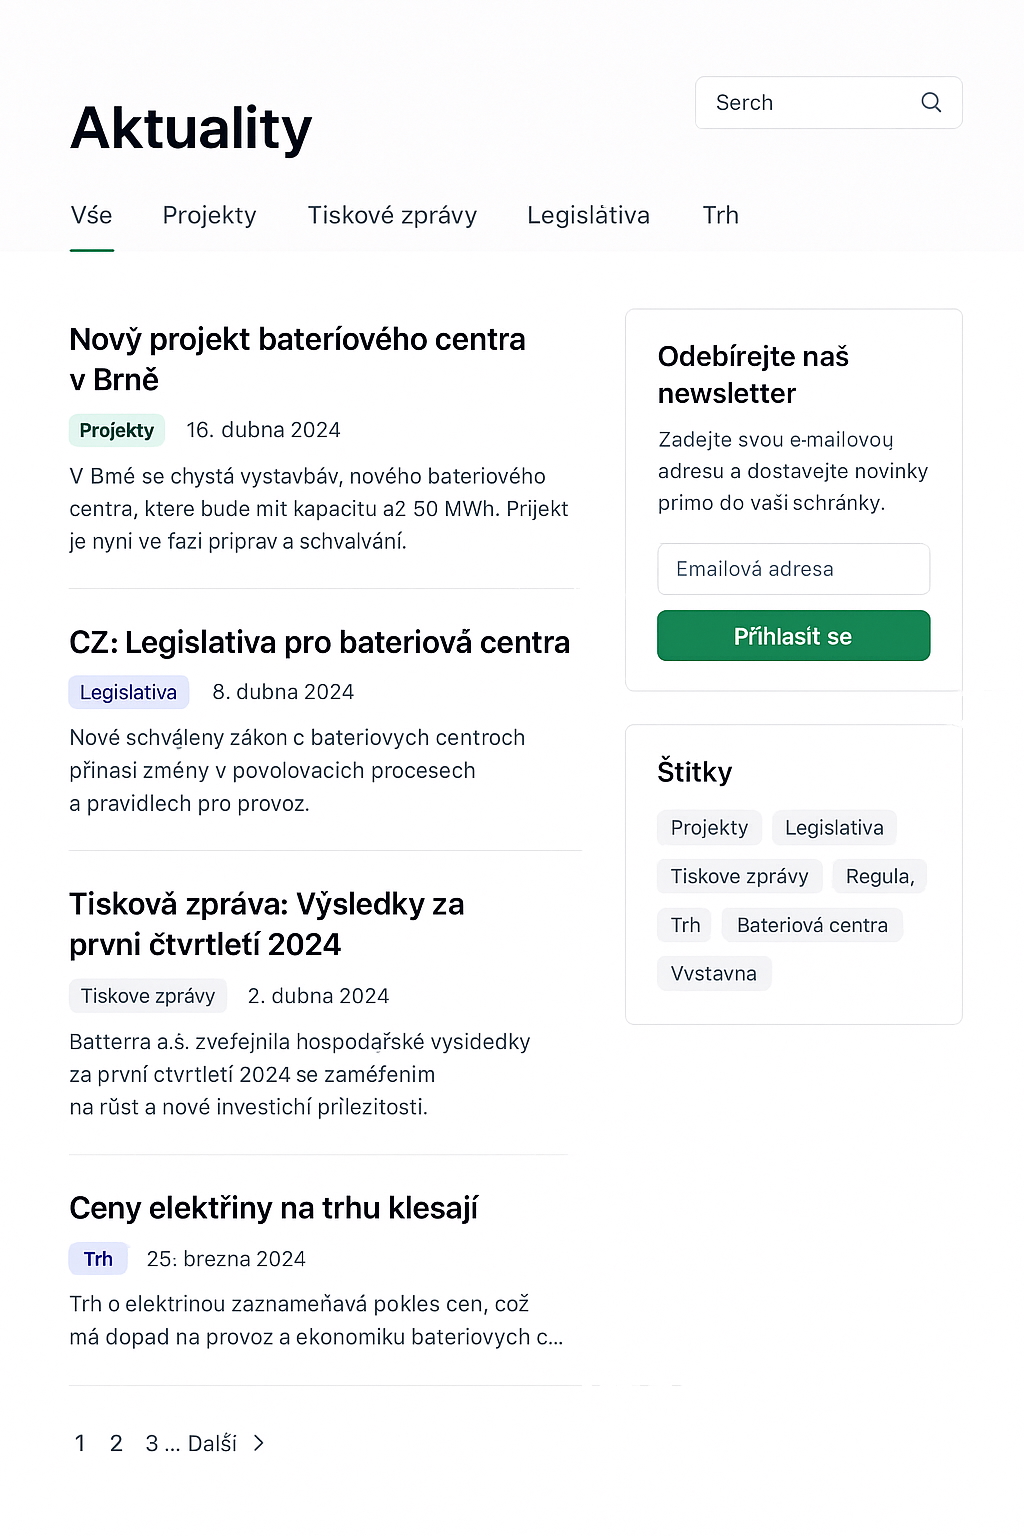 Aktuality
Serch
Vśe Projekty Tiskové zprávy Legislȧtiva Trh
Nový projekt bateríového centra
v Brně
Projekty 16. dubna 2024
V Bmé se chystá vystavbáv, nového bateriového
centra, ktere bude mit kapacitu a2 50 MWh. Prijekt
je nyni ve fazi priprav a schvalvání.
CZ: Legislativa pro bateriová centra
Legislativa 8. dubna 2024
Nové schváleny zákon c bateriovych centroch
přinasi zmény v povolovacich procesech
a pravidlech pro provoz.
Tisková zpráva: Výsledky za
prvni čtvrtletí 2024
Tiskove zprávy 2. dubna 2024
Batterra a.ṡ. zveřejnila hospodařské vysidedky
za první ctvrtletí 2024 se zaméřenim
na rŭst a nové investichí prìlezitosti.
Ceny elektřiny na trhu klesají
Trh 25: brezna 2024
Trh o elektrinou zaznameňavá pokles cen, což
má dopad na provoz a ekonomiku bateriovych c...
1 2 3 ... Další >
Odebírejte naš
newsletter
Zadejte svou e-mailovou
adresu a dostavejte novinky
primo do vaši schránky.
Emailová adresa
Přihlasit se
Štitky
Projekty Legislativa
Tiskove zprávy Regula,
Trh Bateriová centra
Vvstavna